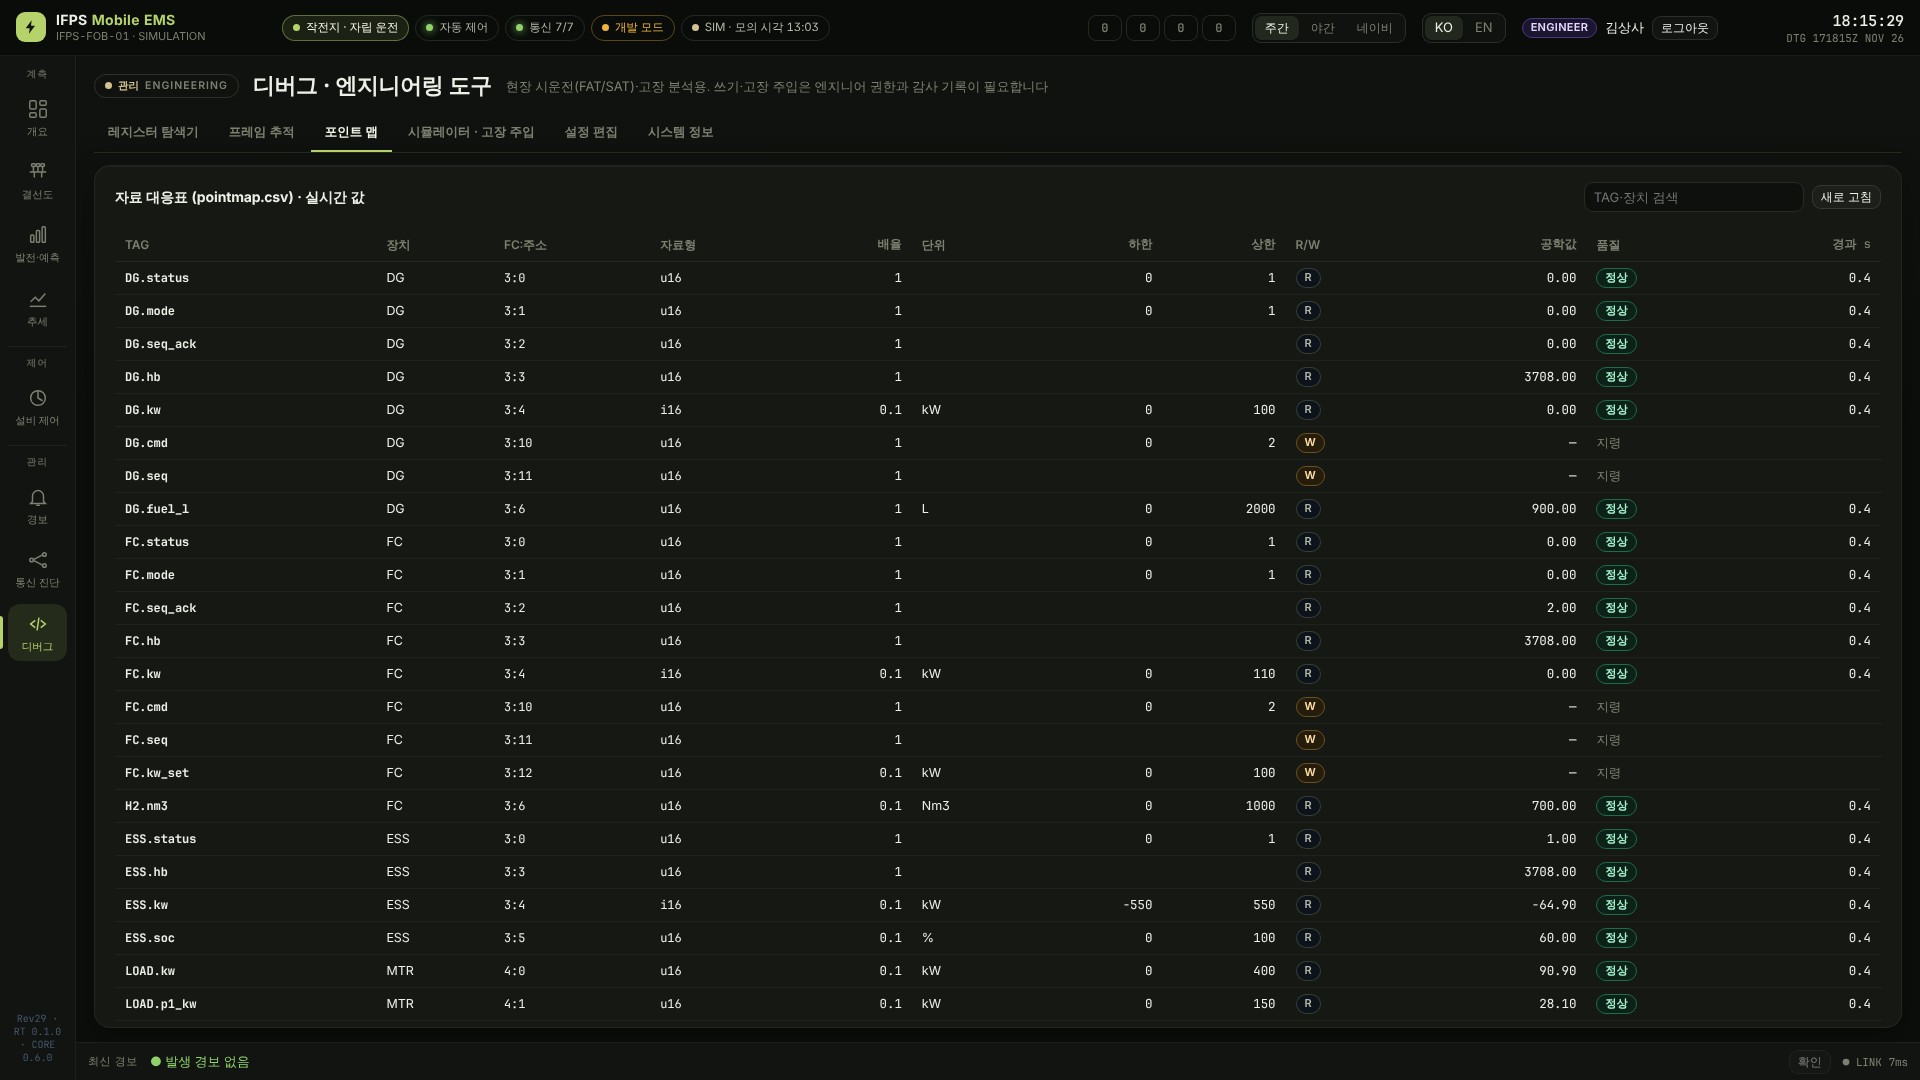 IFPS Mobile EMS
IFPS-FOB-01 · SIMULATION
작전지 · 자립 운전
자동 제어
통신 7/7
개발 모드
SIM · 모의 시각 13:03
0 0 0 0
주간 야간 네이비
KO EN
ENGINEER 김상사 로그아웃
18:15:29
DTG 171815Z NOV 26
계측
개요
결선도
발전·예측
추세
제어
설비 제어
관리
경보
통신 진단
디버그
Rev29 ·
RT 0.1.0
· CORE
0.6.0
관리 ENGINEERING
디버그 · 엔지니어링 도구
현장 시운전(FAT/SAT)·고장 분석용. 쓰기·고장 주입은 엔지니어 권한과 감사 기록이 필요합니다
레지스터 탐색기 프레임 추적 포인트 맵 시뮬레이터 · 고장 주입 설정 편집 시스템 정보
자료 대응표 (pointmap.csv) · 실시간 값
TAG·장치 검색
새로 고침
TAG 장치 FC:주소 자료형 배율 단위 하한 상한 R/W 공학값 품질 경과 s
DG.status DG 3:0 u16 1 0 1 R 0.00 정상 0.4
DG.mode DG 3:1 u16 1 0 1 R 0.00 정상 0.4
DG.seq_ack DG 3:2 u16 1 R 0.00 정상 0.4
DG.hb DG 3:3 u16 1 R 3708.00 정상 0.4
DG.kw DG 3:4 i16 0.1 kW 0 100 R 0.00 정상 0.4
DG.cmd DG 3:10 u16 1 0 2 W — 지령
DG.seq DG 3:11 u16 1 W — 지령
DG.fuel_l DG 3:6 u16 1 L 0 2000 R 900.00 정상 0.4
FC.status FC 3:0 u16 1 0 1 R 0.00 정상 0.4
FC.mode FC 3:1 u16 1 0 1 R 0.00 정상 0.4
FC.seq_ack FC 3:2 u16 1 R 2.00 정상 0.4
FC.hb FC 3:3 u16 1 R 3708.00 정상 0.4
FC.kw FC 3:4 i16 0.1 kW 0 110 R 0.00 정상 0.4
FC.cmd FC 3:10 u16 1 0 2 W — 지령
FC.seq FC 3:11 u16 1 W — 지령
FC.kw_set FC 3:12 u16 0.1 kW 0 100 W — 지령
H2.nm3 FC 3:6 u16 0.1 Nm3 0 1000 R 700.00 정상 0.4
ESS.status ESS 3:0 u16 1 0 1 R 1.00 정상 0.4
ESS.hb ESS 3:3 u16 1 R 3708.00 정상 0.4
ESS.kw ESS 3:4 i16 0.1 kW -550 550 R -64.90 정상 0.4
ESS.soc ESS 3:5 u16 0.1 % 0 100 R 60.00 정상 0.4
LOAD.kw MTR 4:0 u16 0.1 kW 0 400 R 90.90 정상 0.4
LOAD.p1_kw MTR 4:1 u16 0.1 kW 0 150 R 28.10 정상 0.4
최신 경보 발생 경보 없음
확인 LINK 7ms